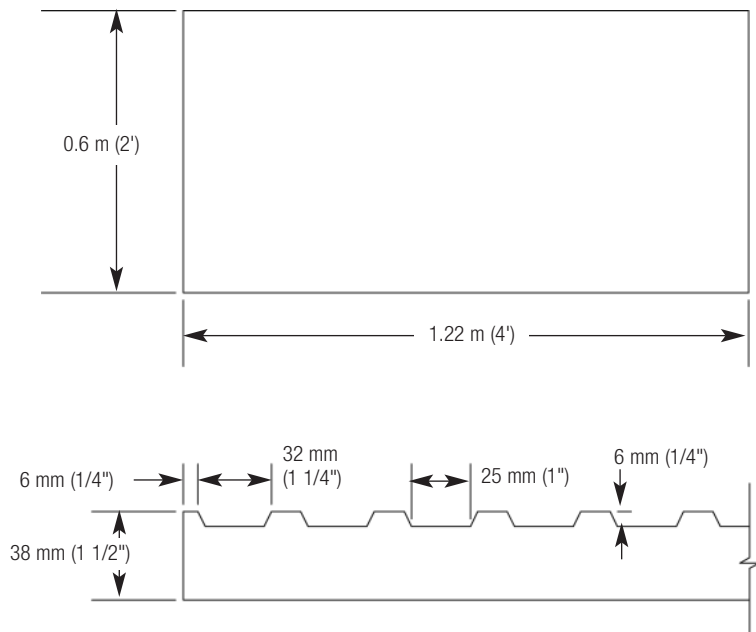 0.6 m (2')
1.22 m (4')
32 mm
(1 1/4")
6 mm (1/4")
25 mm (1")
6 mm (1/4")
38 mm (1 1/2")